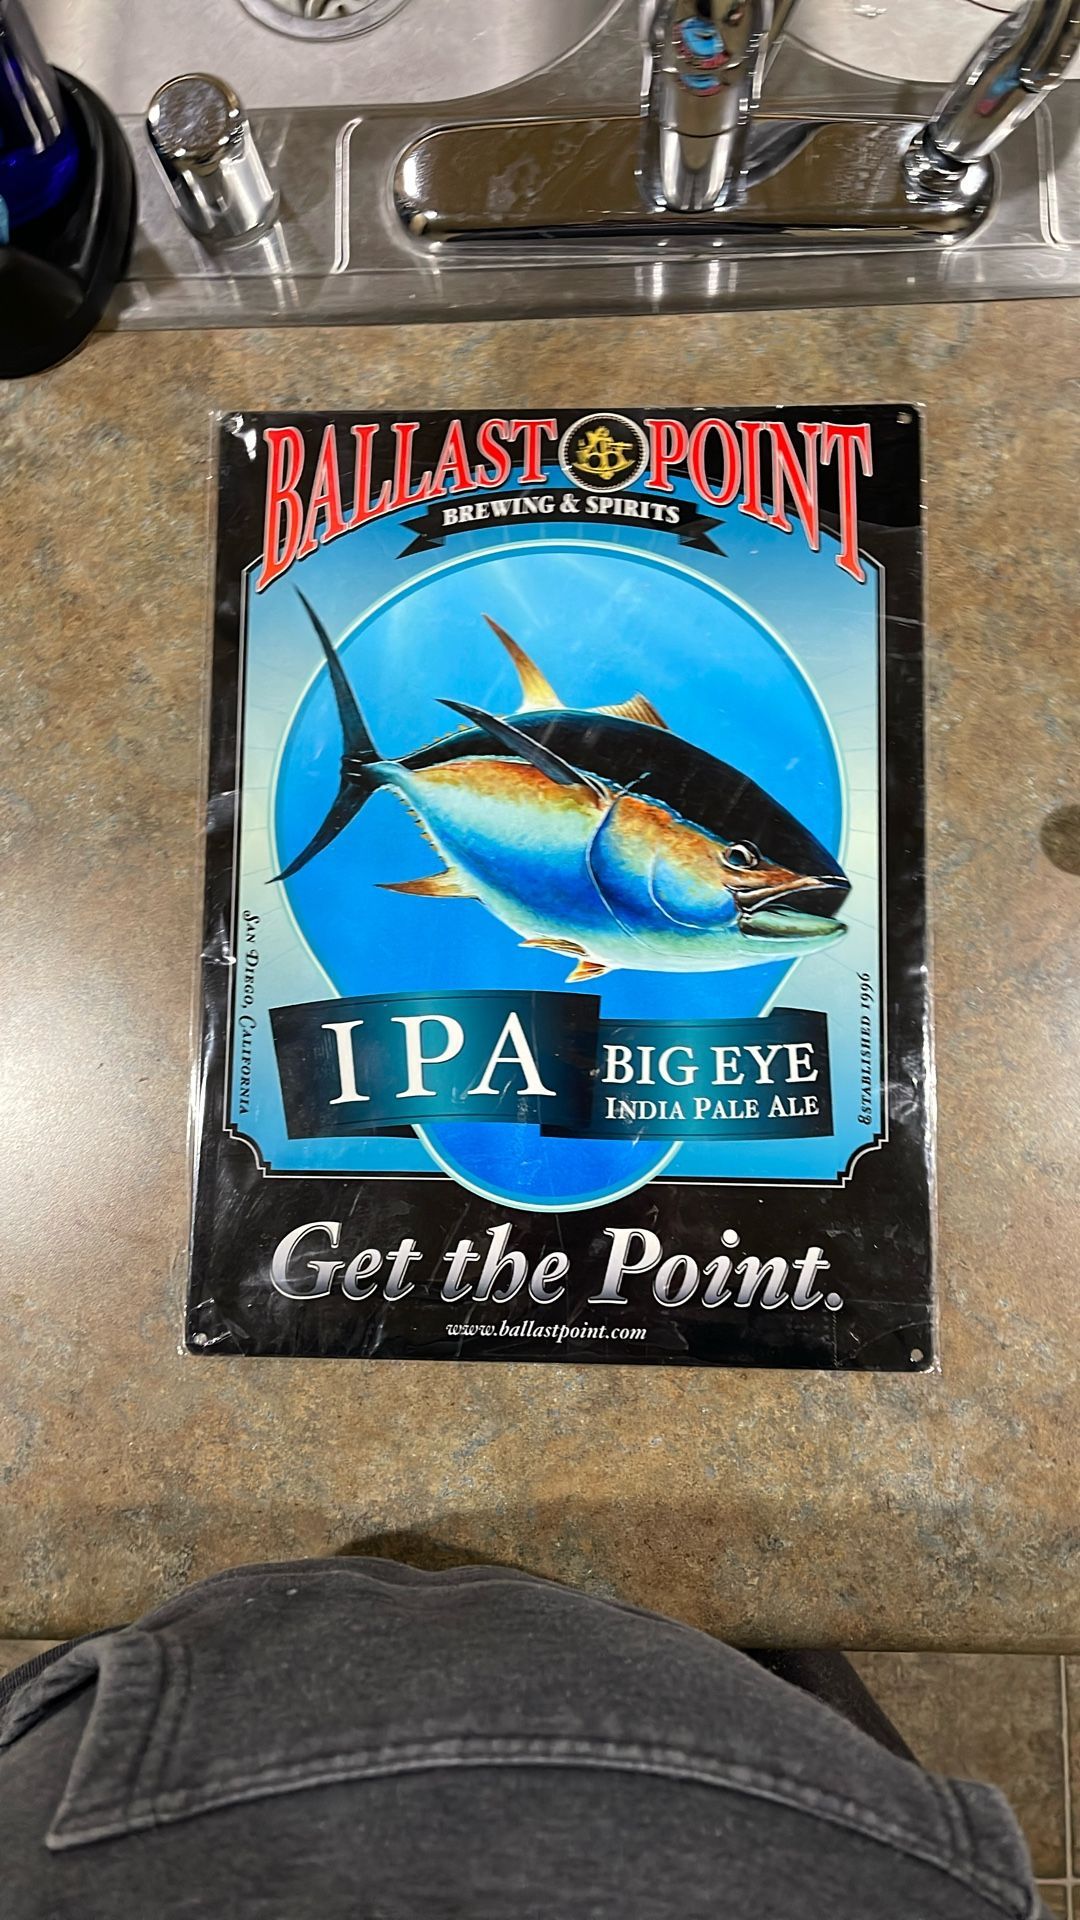 BALLAST POINT
BREWING & SPIRITS
SAN DIEGO, CALIFORNIA
ESTABLISHED 1996
IPA
BIG EYE
INDIA PALE ALE
Get the Point.
www.ballastpoint.com